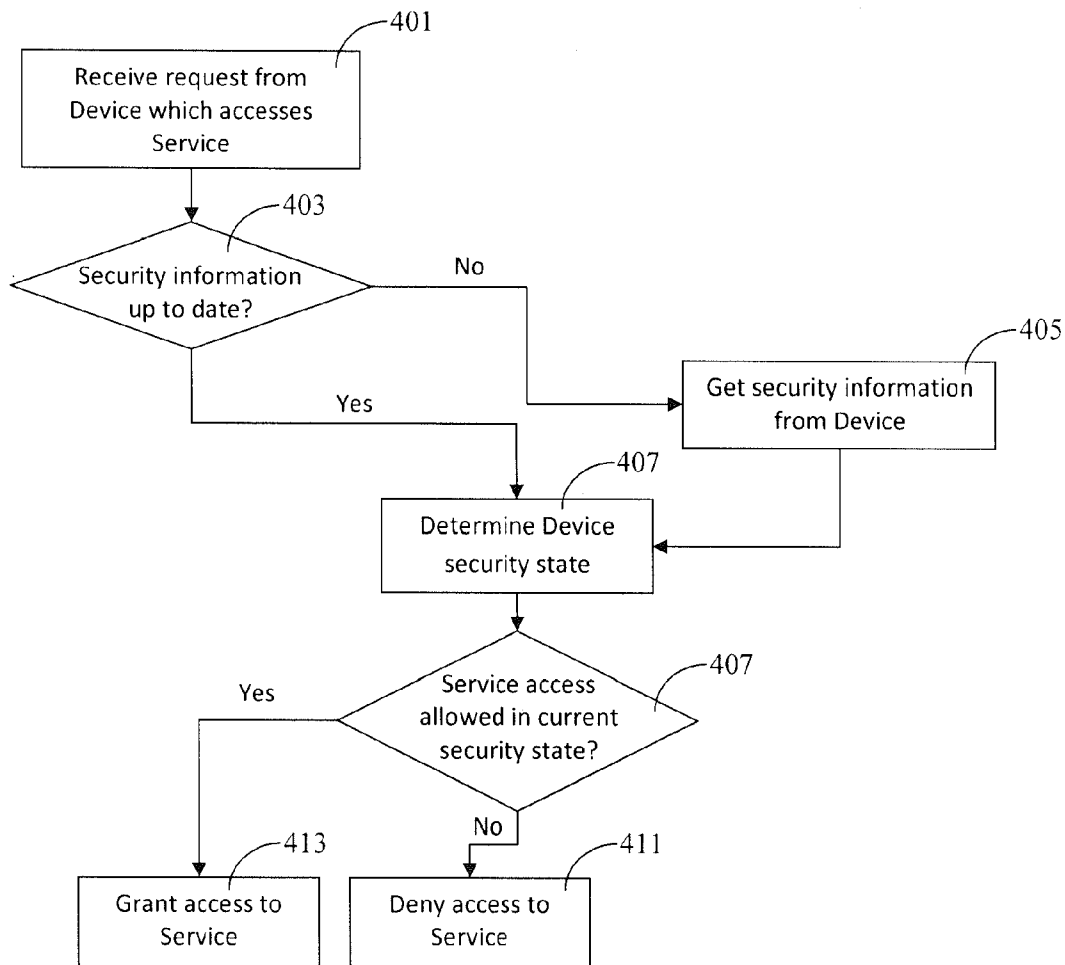 401
Receive request from
Device which accesses
Service
403
Security information
up to date?
No
Yes
405
Get security information
from Device
407
Determine Device
security state
407
Service access
allowed in current
security state?
Yes
No
413
Grant access to
Service
411
Deny access to
Service